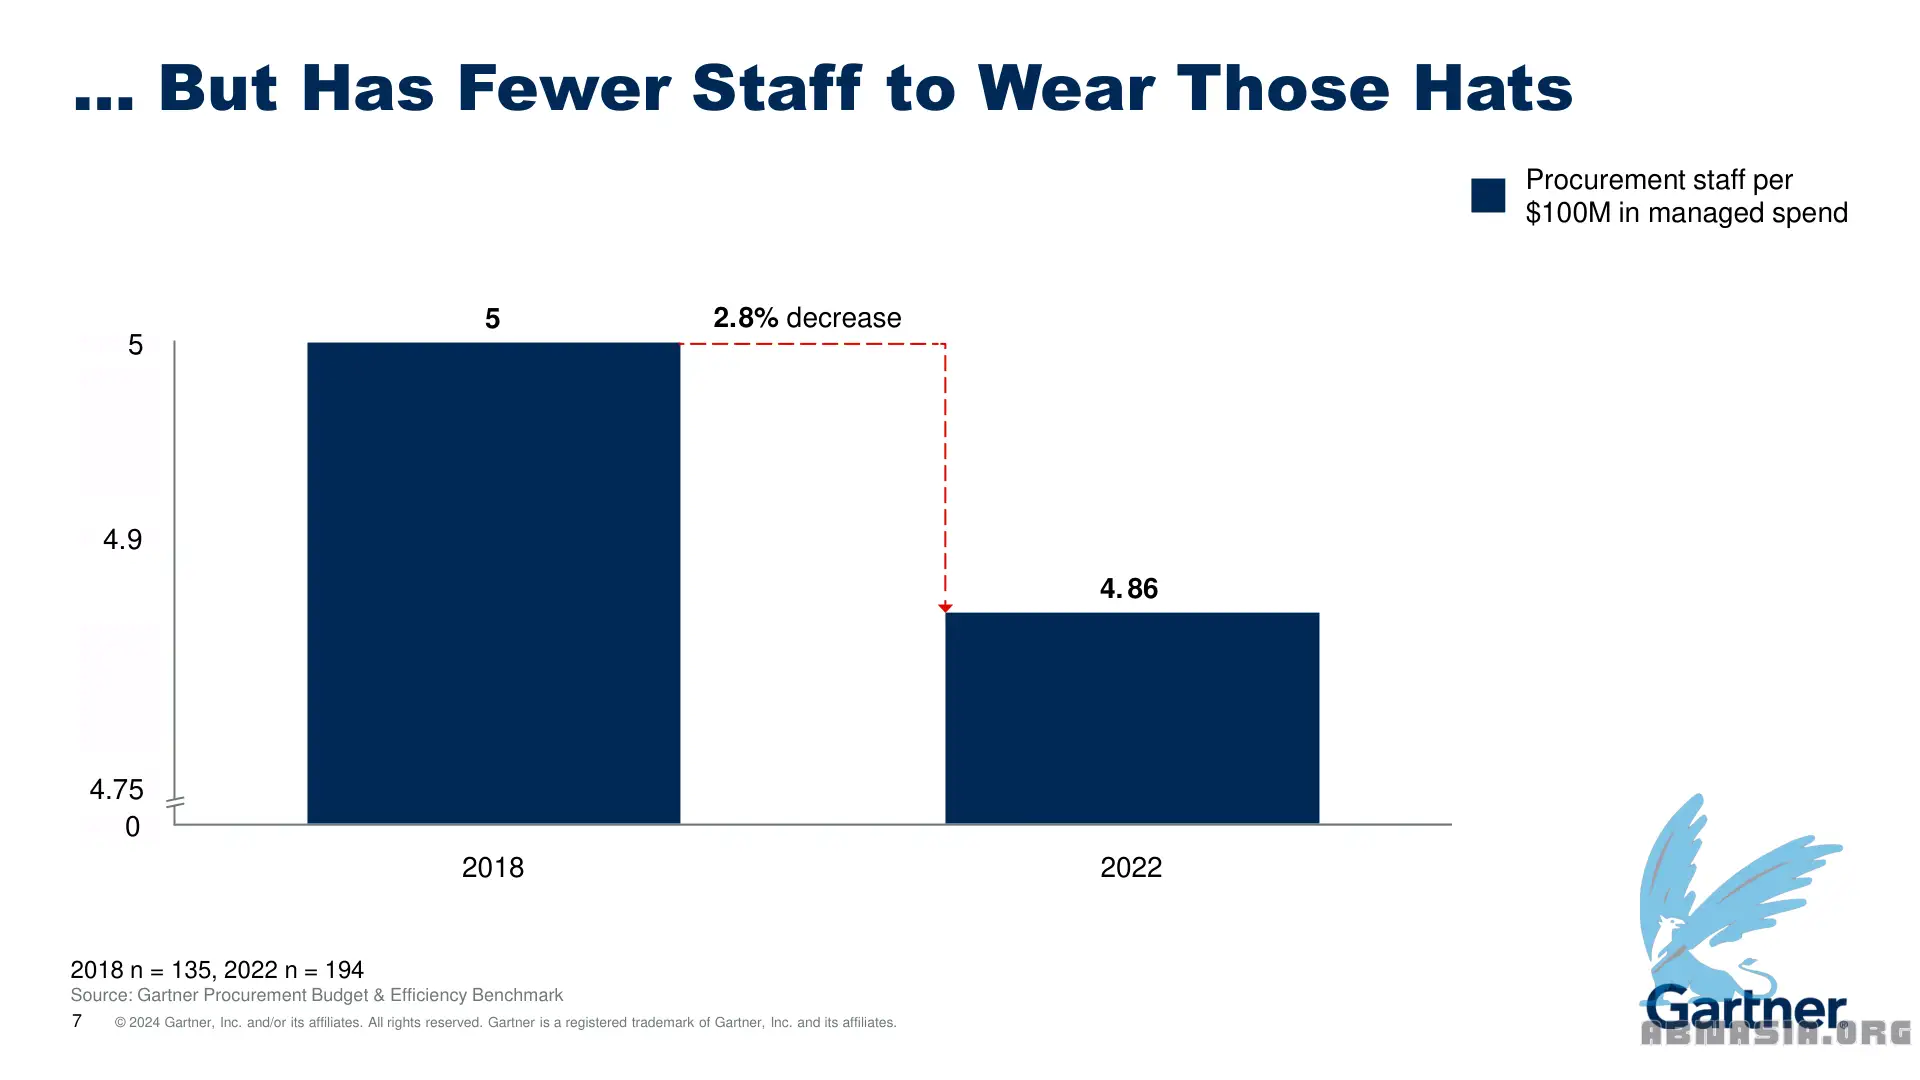 ... But Has Fewer Staff to Wear Those Hats
Procurement staff per
$100M in managed spend
5
2.8% decrease
5
4.9
4.86
4.75
0
2018
2022
2018 n = 135, 2022 n = 194
Source: Gartner Procurement Budget & Efficiency Benchmark
7
© 2024 Gartner, Inc. and/or its affiliates. All rights reserved. Gartner is a registered trademark of Gartner, Inc. and its affiliates.
Gartner®
ABNASIA.ORG